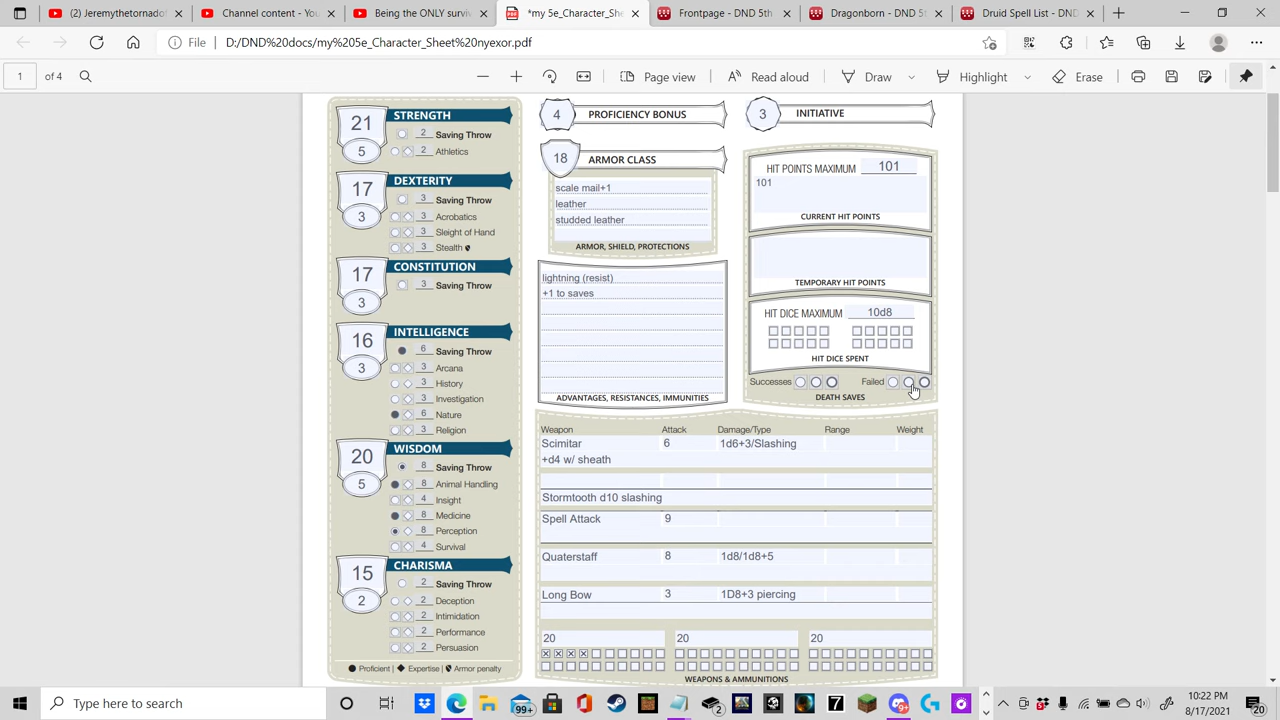 (2) Jeremythetornadof
Channel content - You
Being the ONLY surviv
*my 5e_Character_She
Frontpage - DND 5th
Dragonborn - DND 5t
Druid Spell List - DND
File
D:/DND%20docs/my%205e_Character_Sheet%20nyexor.pdf
1 of 4
Page view
Read aloud
Draw
Highlight
Erase
21 STRENGTH
5
2 Saving Throw
2 Athletics
17 DEXTERITY
3
3 Saving Throw
3 Acrobatics
3 Sleight of Hand
3 Stealth
17 CONSTITUTION
3
3 Saving Throw
16 INTELLIGENCE
3
6 Saving Throw
3 Arcana
3 History
3 Investigation
6 Nature
3 Religion
20 WISDOM
5
8 Saving Throw
8 Animal Handling
4 Insight
8 Medicine
8 Perception
4 Survival
15 CHARISMA
2
2 Saving Throw
2 Deception
2 Intimidation
2 Performance
2 Persuasion
Proficient | Expertise | Armor penalty
4 PROFICIENCY BONUS
18 ARMOR CLASS
scale mail+1
leather
studded leather
ARMOR, SHIELD, PROTECTIONS
lightning (resist)
+1 to saves
ADVANTAGES, RESISTANCES, IMMUNITIES
3 INITIATIVE
HIT POINTS MAXIMUM 101
101
CURRENT HIT POINTS
TEMPORARY HIT POINTS
HIT DICE MAXIMUM 10d8
HIT DICE SPENT
Successes Failed
DEATH SAVES
Weapon Attack Damage/Type Range Weight
Scimitar 6 1d6+3/Slashing
+d4 w/ sheath
Stormtooth d10 slashing
Spell Attack 9
Quaterstaff 8 1d8/1d8+5
Long Bow 3 1D8+3 piercing
20 20 20
WEAPONS & AMMUNITIONS
Type here to search
99+
2
7
9+
10:22 PM
8/17/2021
20